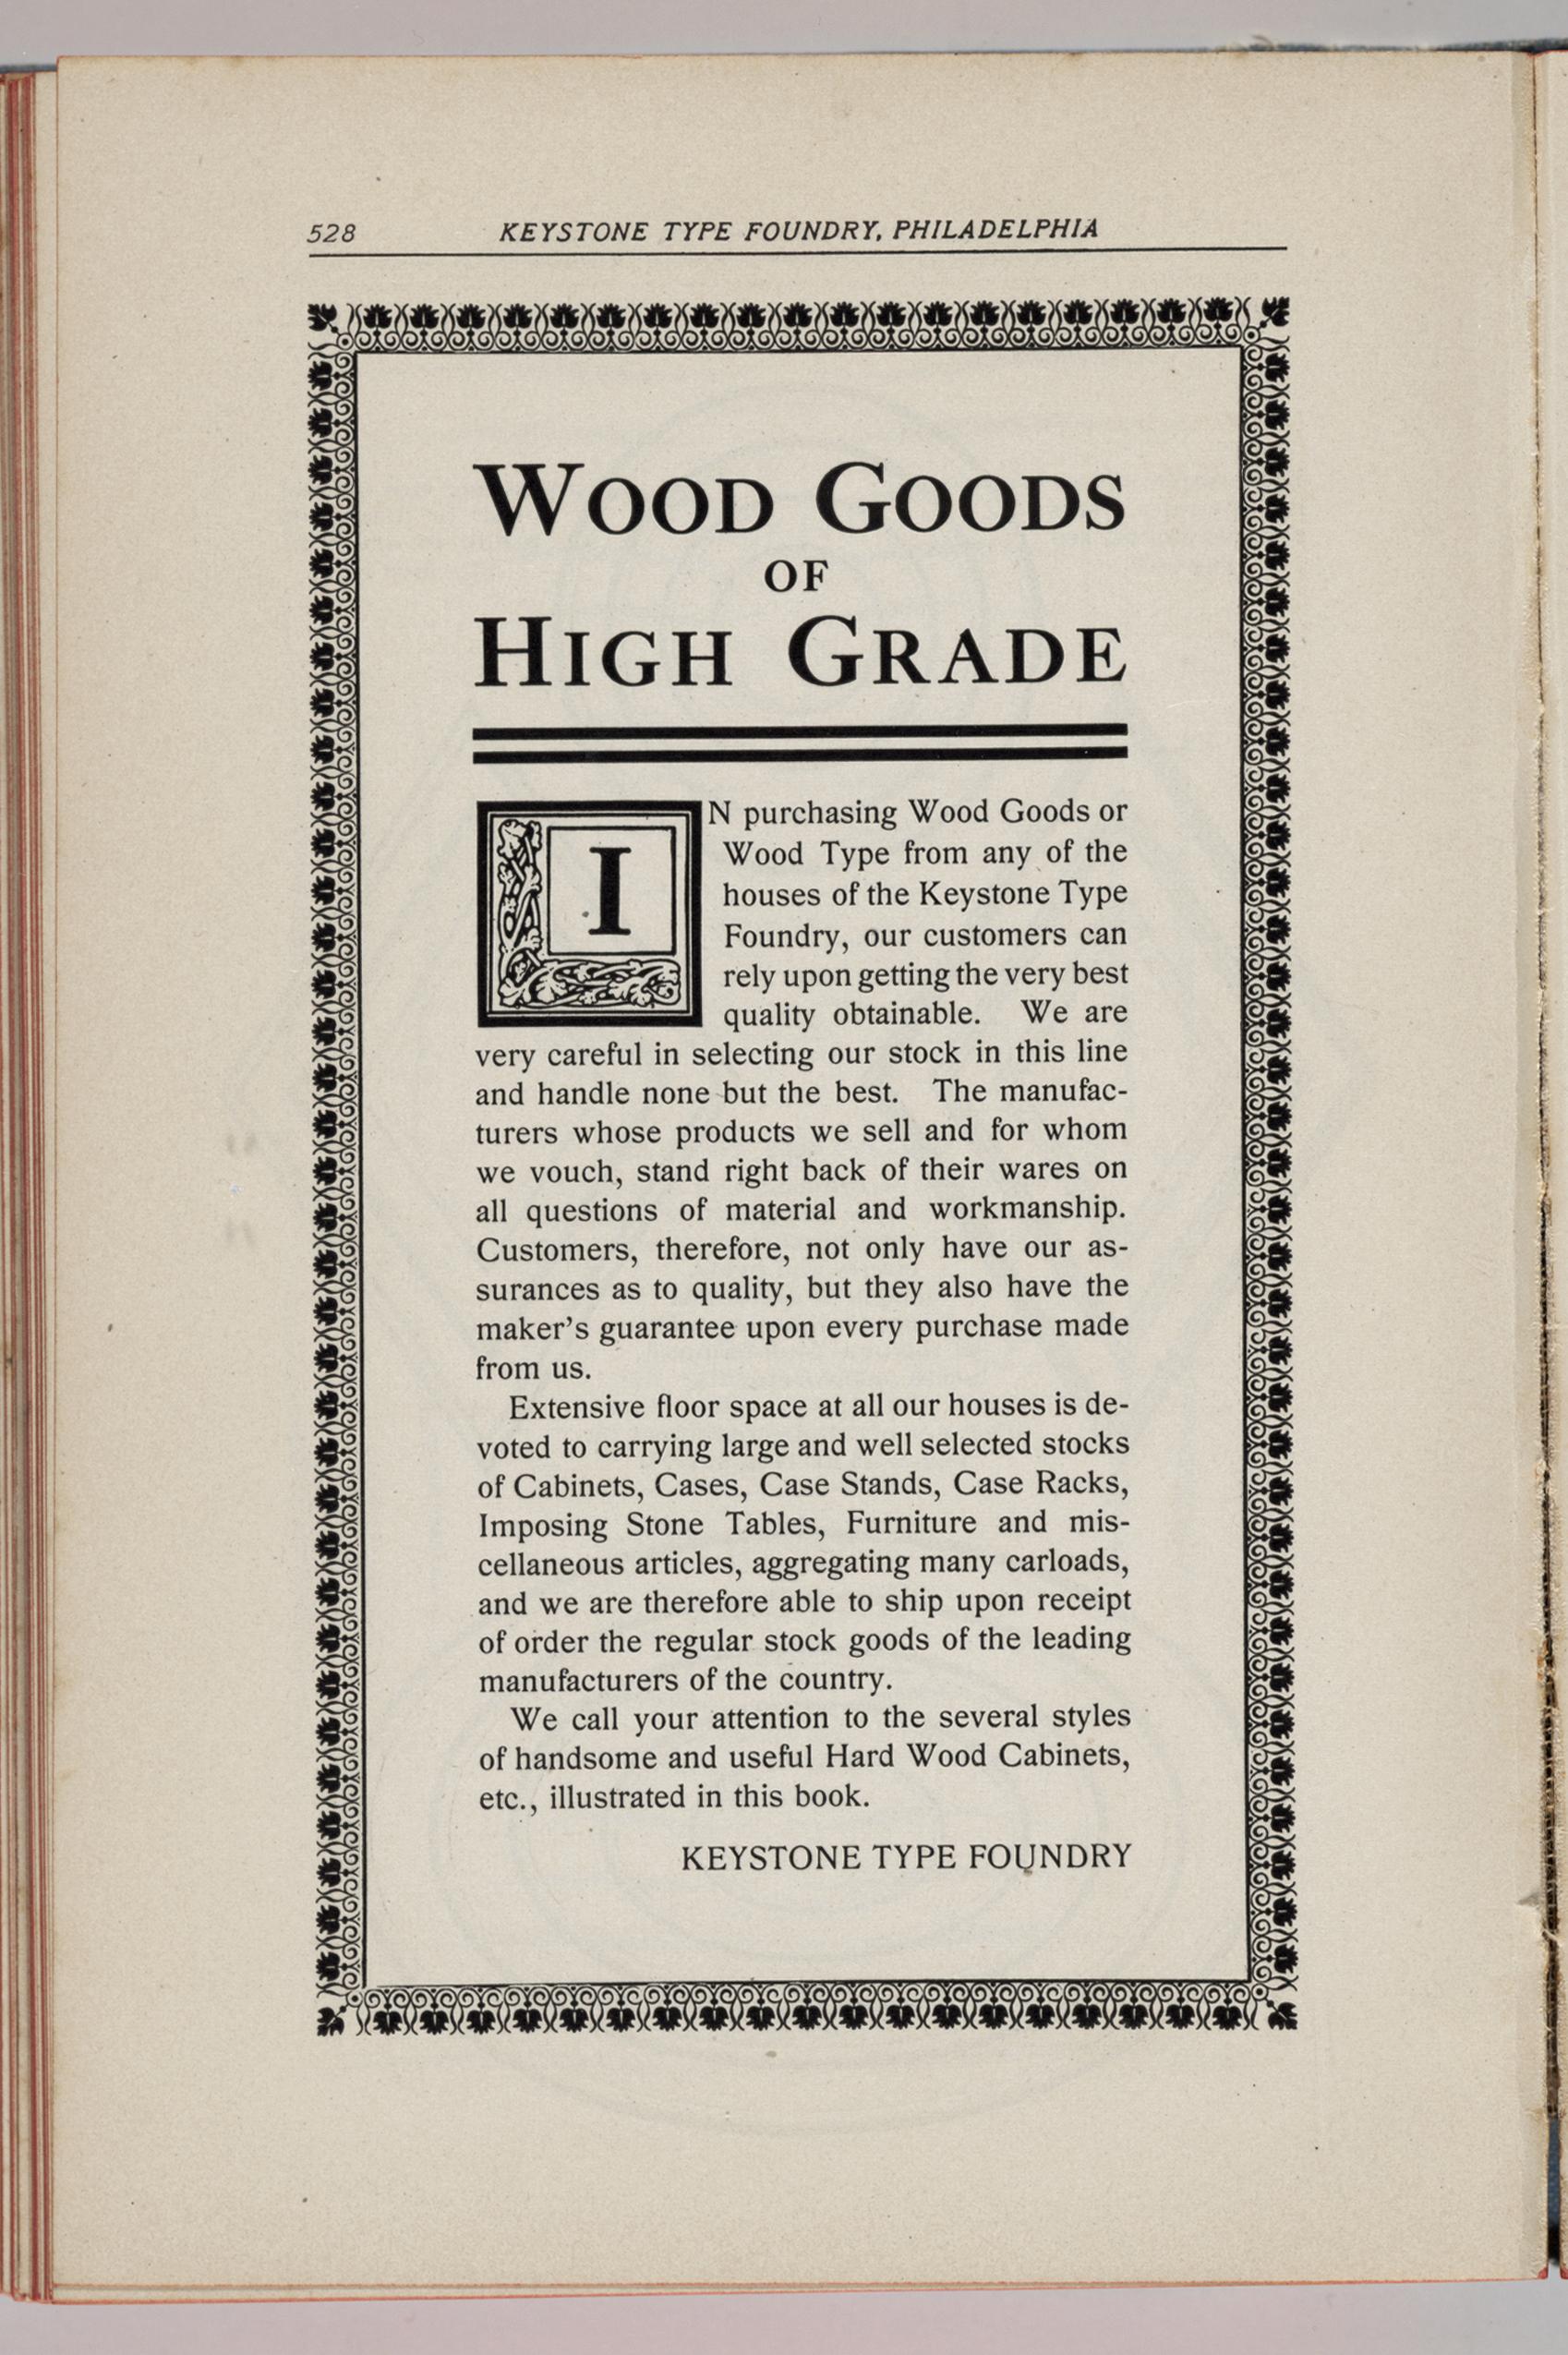 528 KEYSTONE TYPE FOUNDRY, PHILADELPHIA
WOOD GOODS
OF
HIGH GRADE
IN purchasing Wood Goods or
Wood Type from any of the
houses of the Keystone Type
Foundry, our customers can
rely upon getting the very best
quality obtainable. We are
very careful in selecting our stock in this line
and handle none but the best. The manufac-
turers whose products we sell and for whom
we vouch, stand right back of their wares on
all questions of material and workmanship.
Customers, therefore, not only have our as-
surances as to quality, but they also have the
maker's guarantee upon every purchase made
from us.
Extensive floor space at all our houses is de-
voted to carrying large and well selected stocks
of Cabinets, Cases, Case Stands, Case Racks,
Imposing Stone Tables, Furniture and mis-
cellaneous articles, aggregating many carloads,
and we are therefore able to ship upon receipt
of order the regular stock goods of the leading
manufacturers of the country.
We call your attention to the several styles
of handsome and useful Hard Wood Cabinets,
etc., illustrated in this book.
KEYSTONE TYPE FOUNDRY